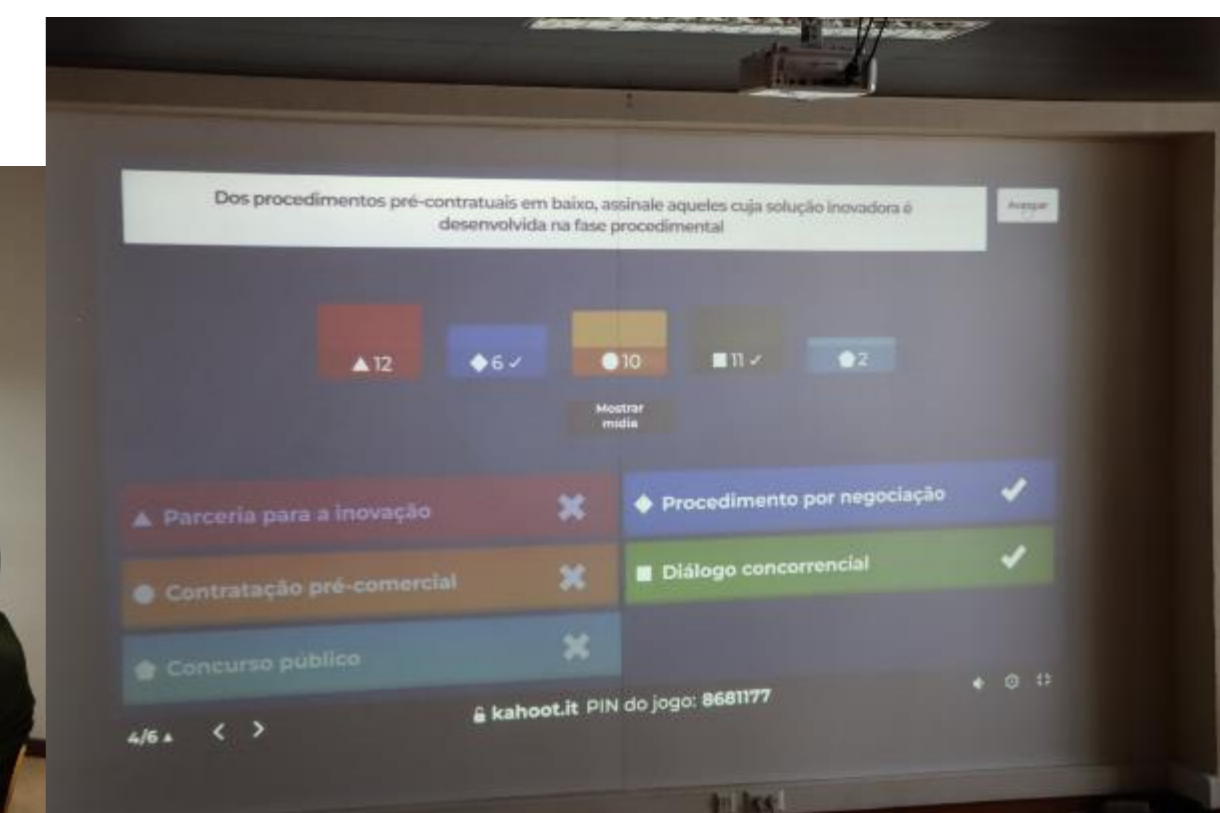 Dos procedimentos pré-contratuais em baixo, assinale aqueles cuja solução inovadora é
desenvolvida na fase procedimental
Avançar
▲ 12
◆ 6 ✓
● 10
■ 11 ✓
⬟ 2
Mostrar
mídia
▲ Parceria para a inovação ✖
◆ Procedimento por negociação ✔
● Contratação pré-comercial ✖
■ Diálogo concorrencial ✔
⬟ Concurso público ✖
kahoot.it PIN do jogo: 8681177
4/6 ▲ < >